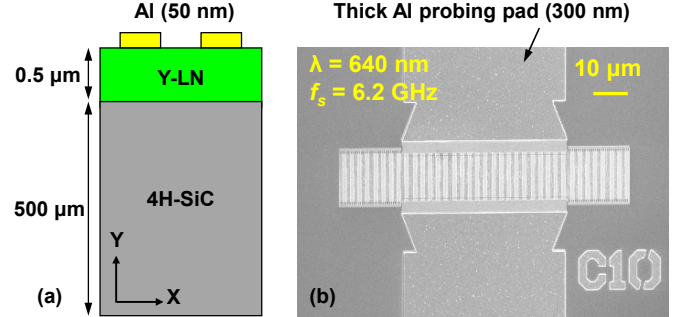 Al (50 nm)
0.5 μm
Y-LN
500 μm
4H-SiC
Y
X
(a)
Thick Al probing pad (300 nm)
λ = 640 nm
fs = 6.2 GHz
10 μm
C10
(b)